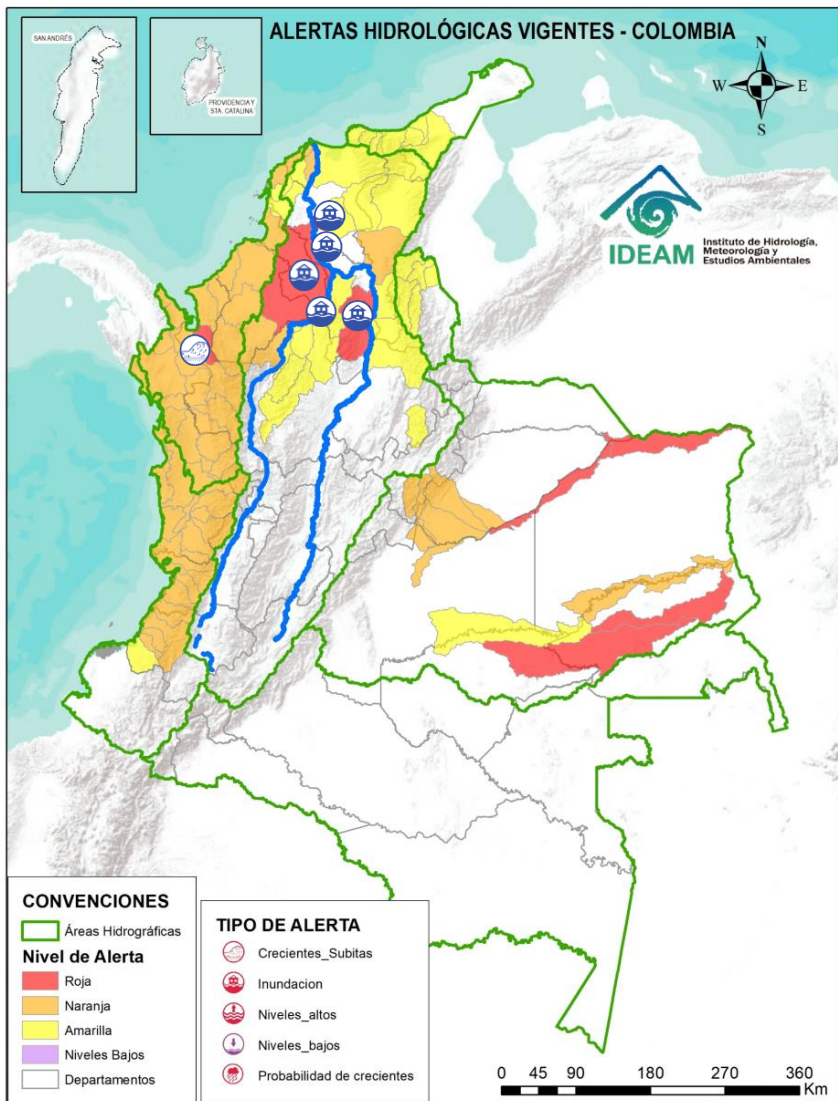 ALERTAS HIDROLÓGICAS VIGENTES - COLOMBIA
SAN ANDRÉS
PROVIDENCIA Y
STA. CATALINA
N
W
E
S
IDEAM
Instituto de Hidrología,
Meteorología y
Estudios Ambientales
CONVENCIONES
Áreas Hidrográficas
Nivel de Alerta
Roja
Naranja
Amarilla
Niveles Bajos
Departamentos
TIPO DE ALERTA
Crecientes_Subitas
Inundacion
Niveles_altos
Niveles_bajos
Probabilidad de crecientes
0 45 90 180 270 360
Km